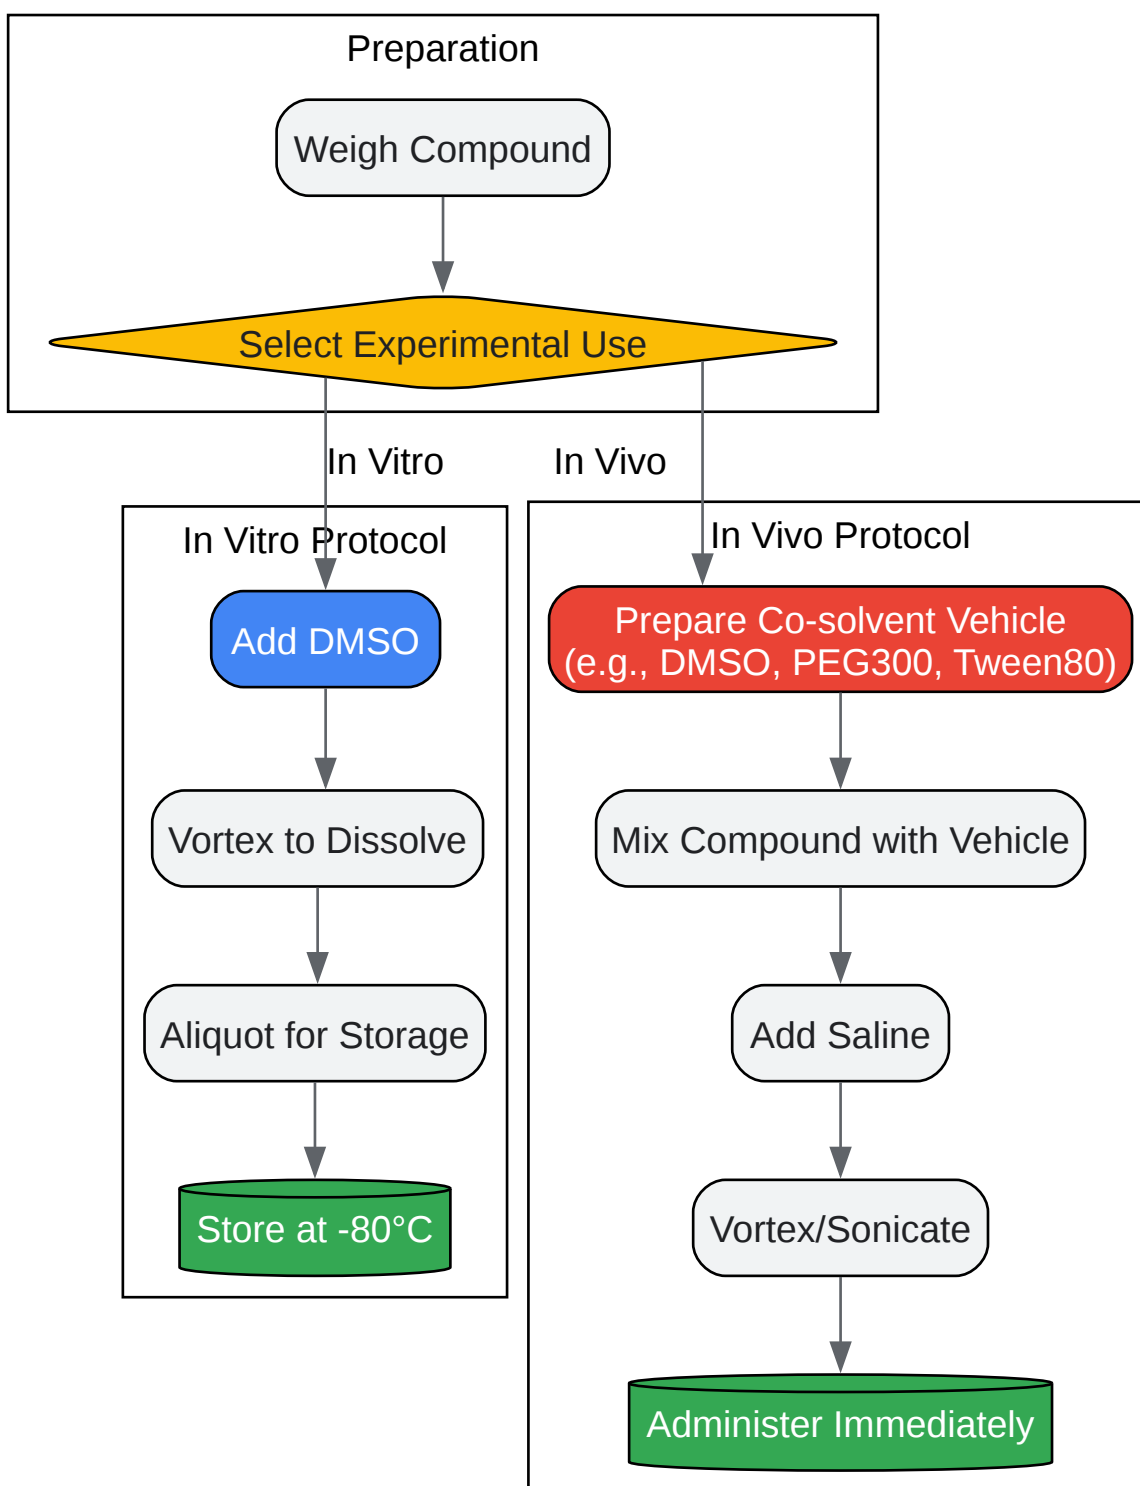 Preparation
Weigh Compound
Select Experimental Use
In Vitro
In Vivo
In Vitro Protocol
Add DMSO
Vortex to Dissolve
Aliquot for Storage
Store at -80°C
In Vivo Protocol
Prepare Co-solvent Vehicle
(e.g., DMSO, PEG300, Tween80)
Mix Compound with Vehicle
Add Saline
Vortex/Sonicate
Administer Immediately